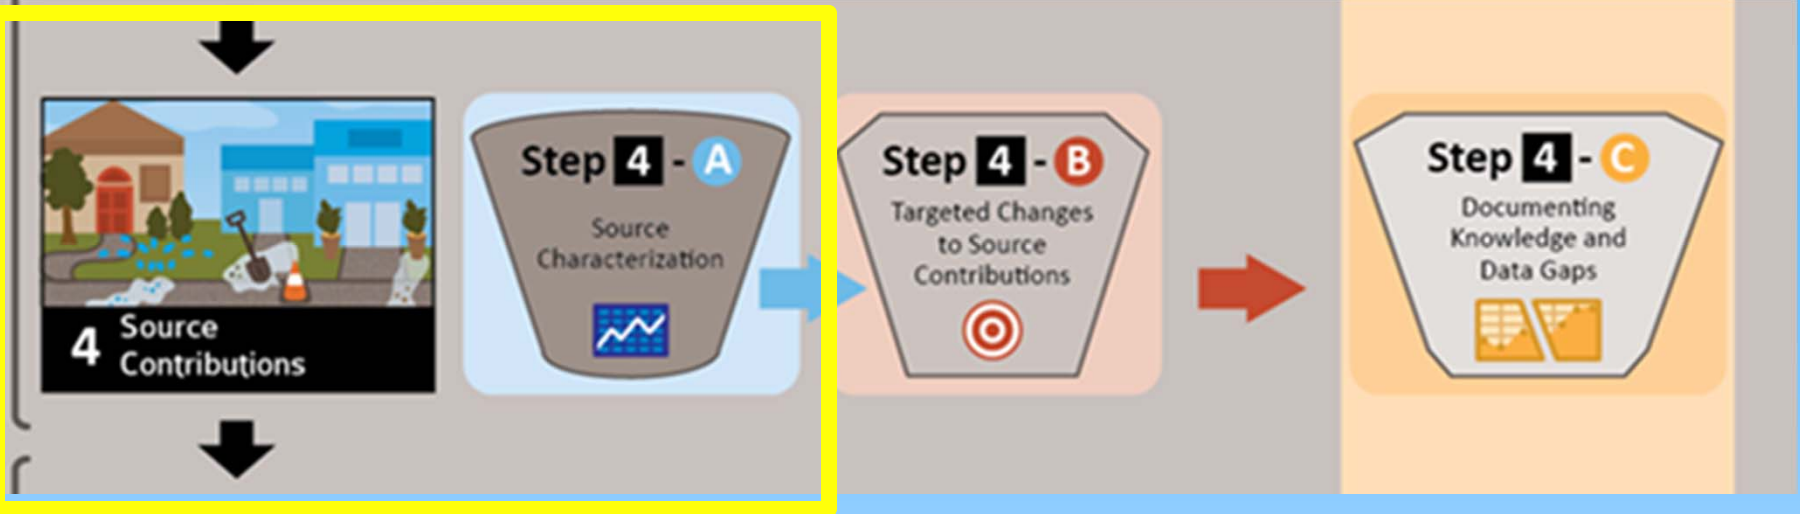 4 Source
Contributions
Step 4 - A
Source
Characterization
Step 4 - B
Targeted Changes
to Source
Contributions
Step 4 - C
Documenting
Knowledge and
Data Gaps